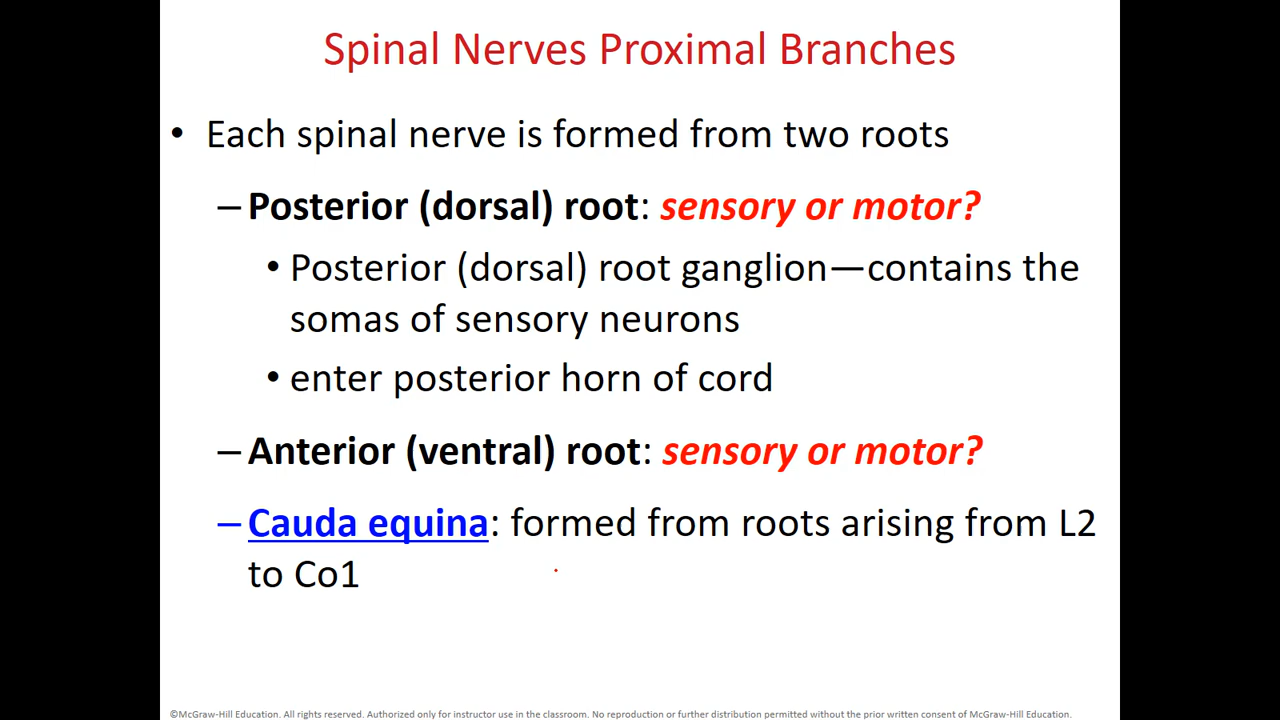 Spinal Nerves Proximal Branches
• Each spinal nerve is formed from two roots
– Posterior (dorsal) root: sensory or motor?
• Posterior (dorsal) root ganglion—contains the
somas of sensory neurons
• enter posterior horn of cord
– Anterior (ventral) root: sensory or motor?
– Cauda equina: formed from roots arising from L2
to Co1
©McGraw-Hill Education. All rights reserved. Authorized only for instructor use in the classroom. No reproduction or further distribution permitted without the prior written consent of McGraw-Hill Education.